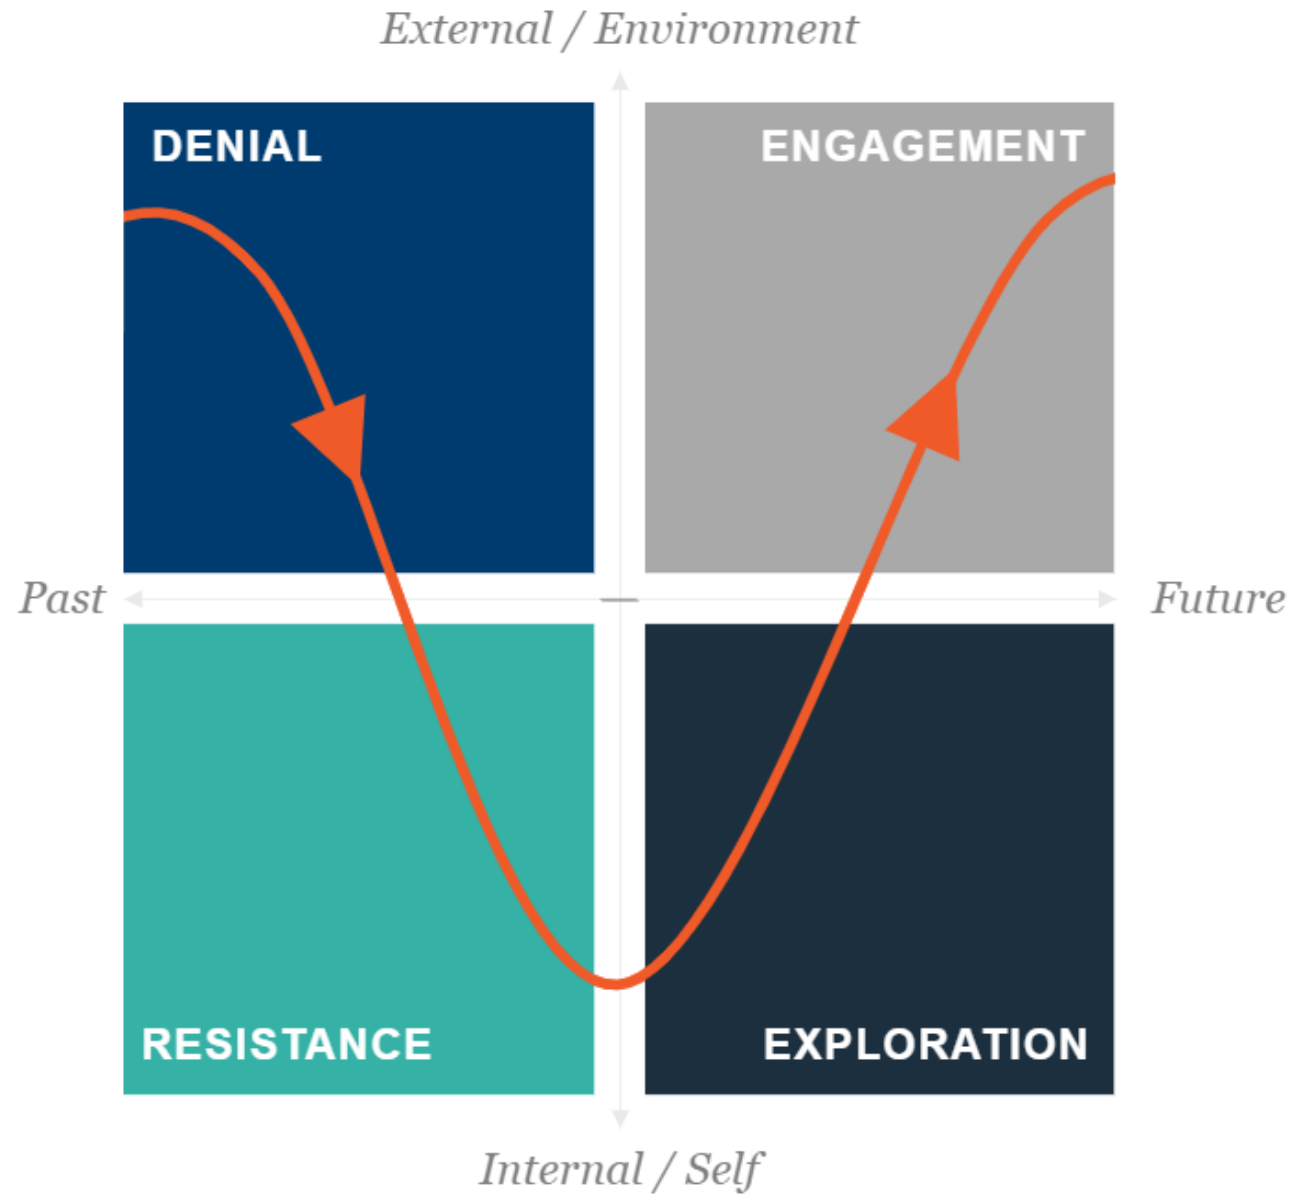 External / Environment
DENIAL
ENGAGEMENT
Past
Future
RESISTANCE
EXPLORATION
Internal / Self